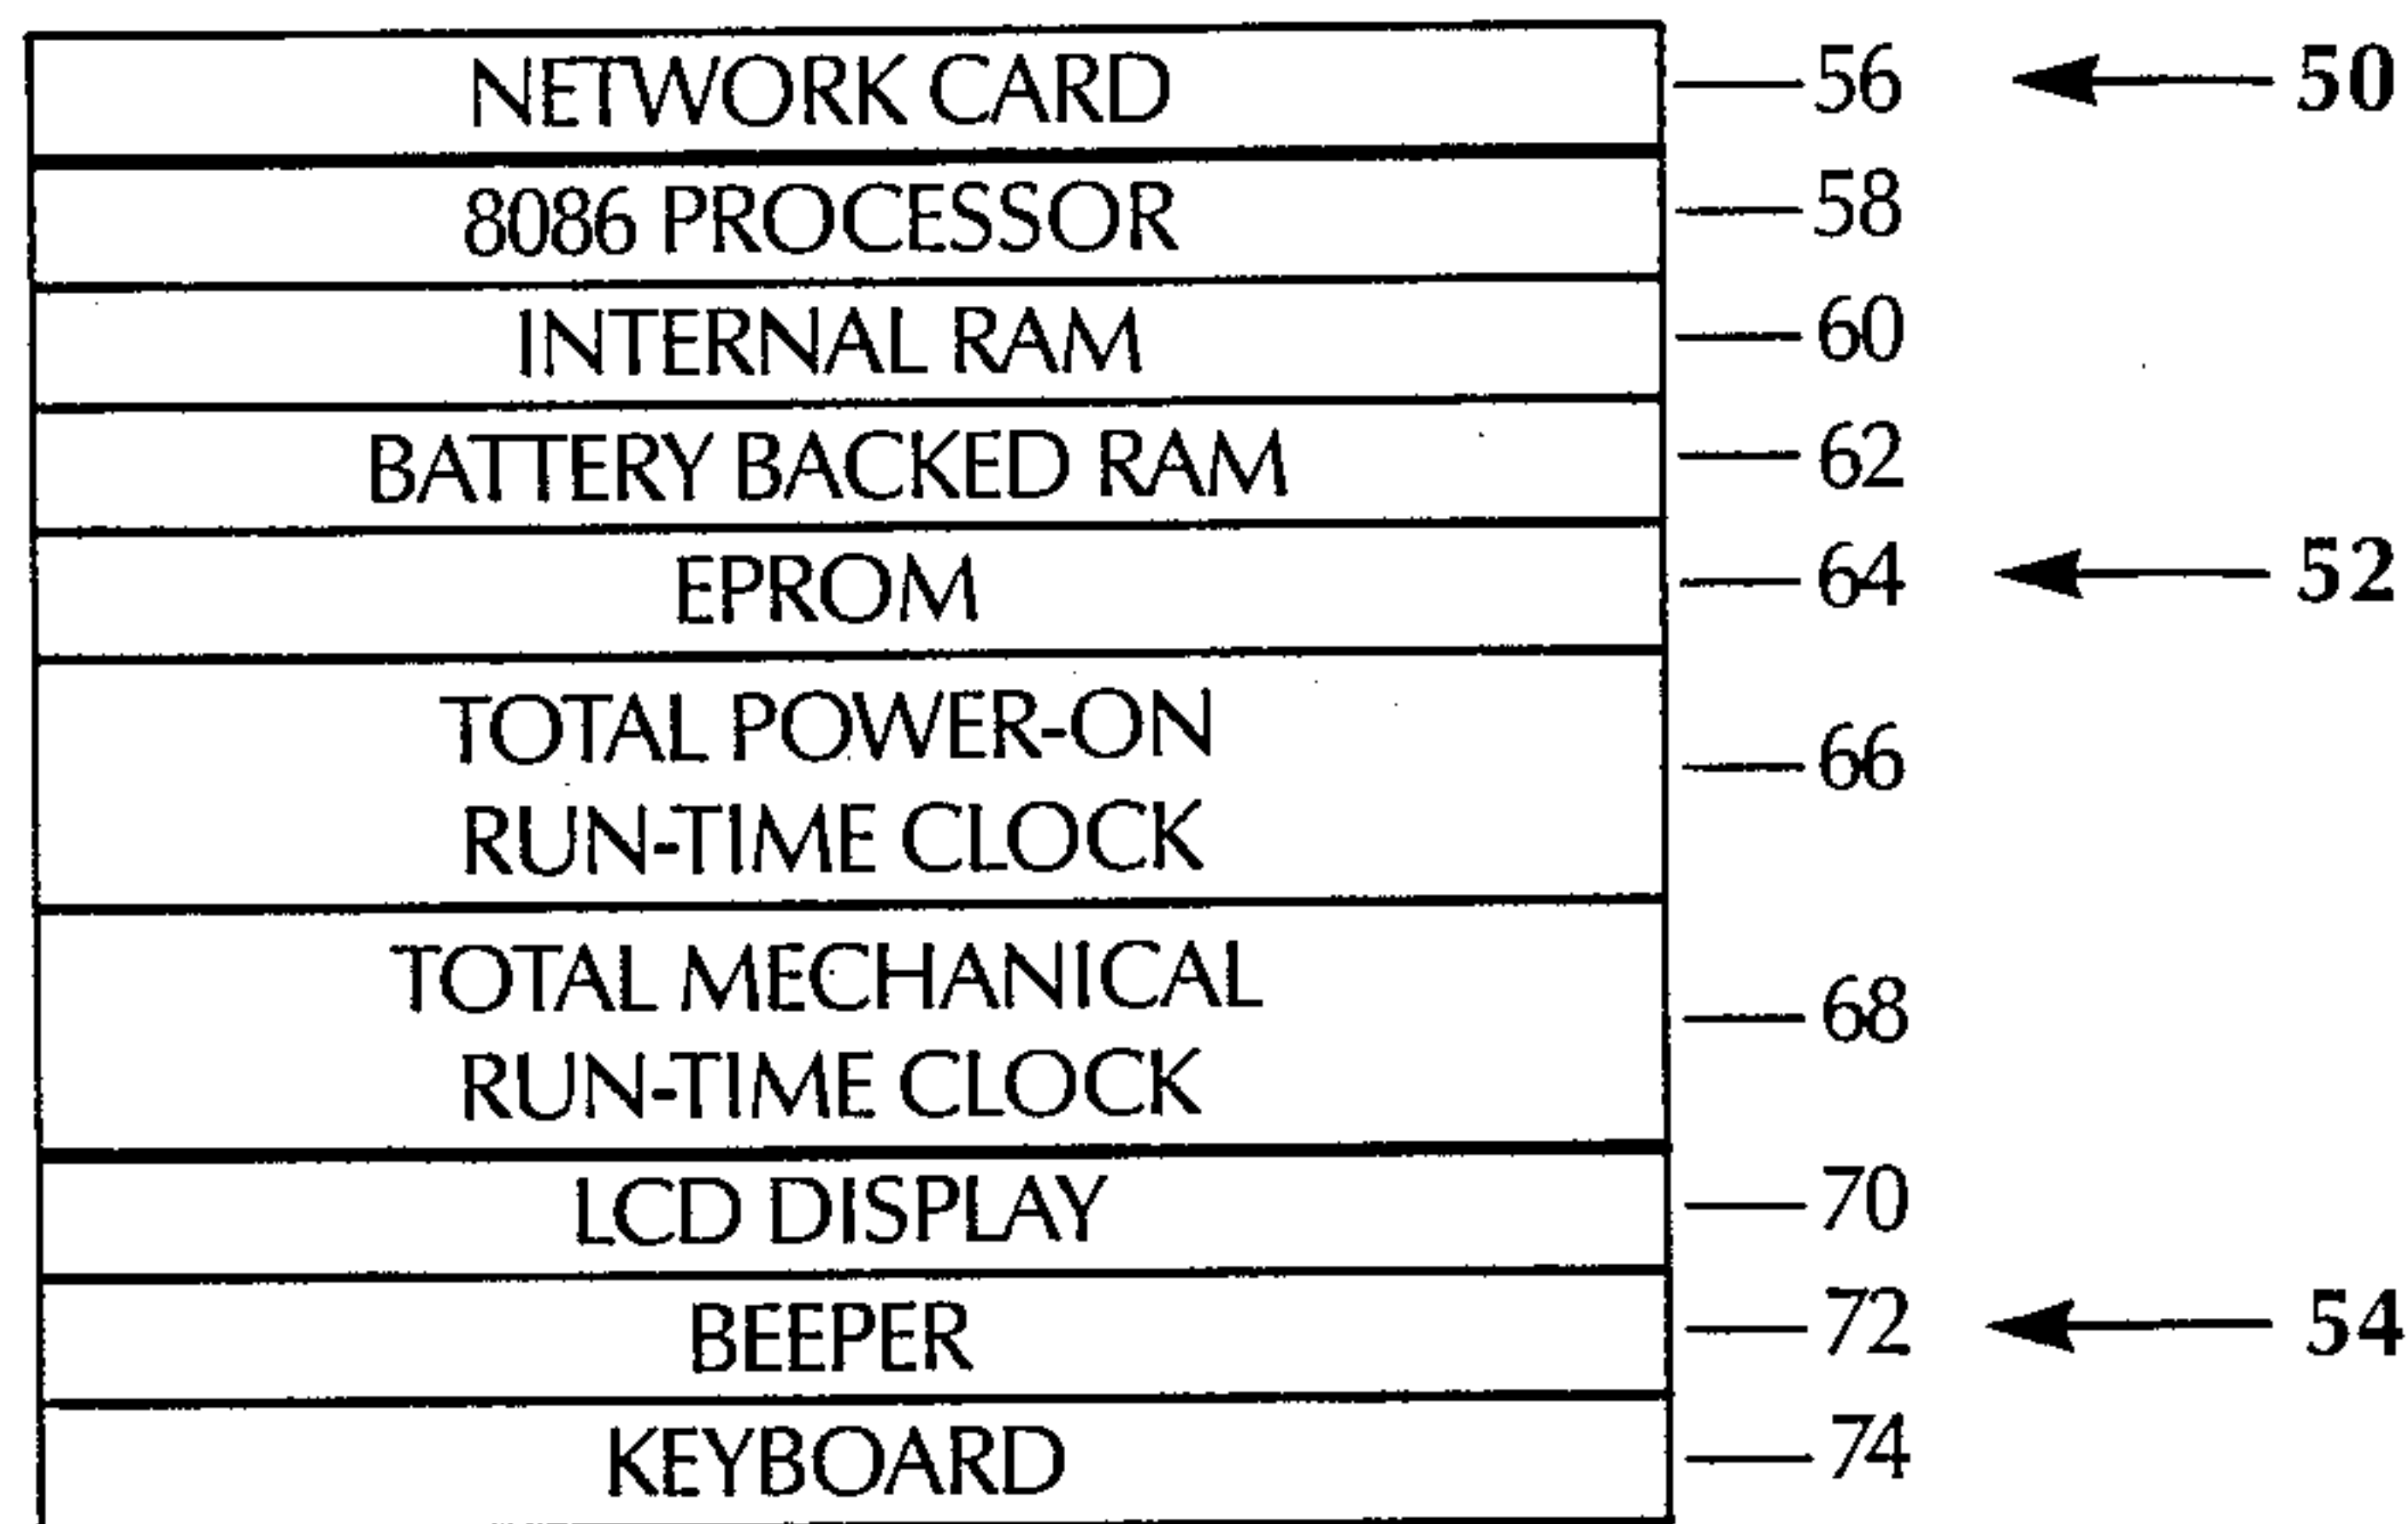 NETWORK CARD 56 50
8086 PROCESSOR 58
INTERNAL RAM 60
BATTERY BACKED RAM 62
EPROM 64 52
TOTAL POWER-ON
RUN-TIME CLOCK 66
TOTAL MECHANICAL
RUN-TIME CLOCK 68
LCD DISPLAY 70
BEEPER 72 54
KEYBOARD 74